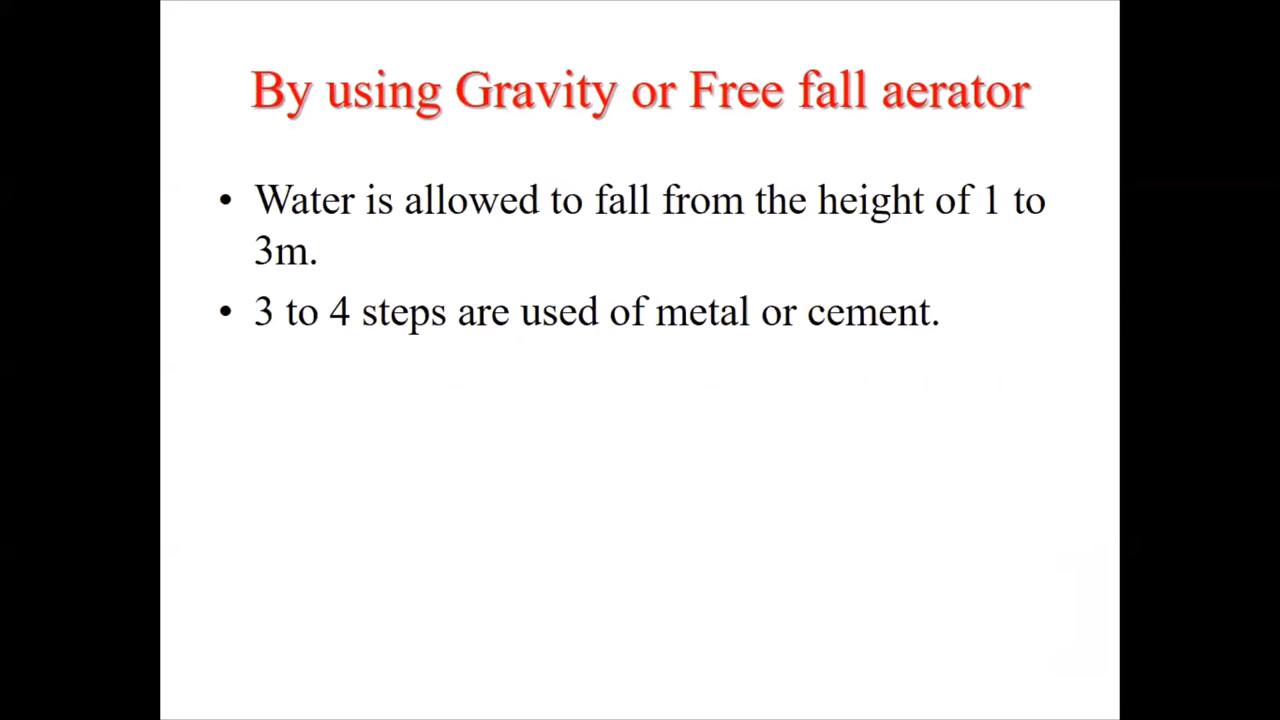 By using Gravity or Free fall aerator
• Water is allowed to fall from the height of 1 to
3m.
• 3 to 4 steps are used of metal or cement.